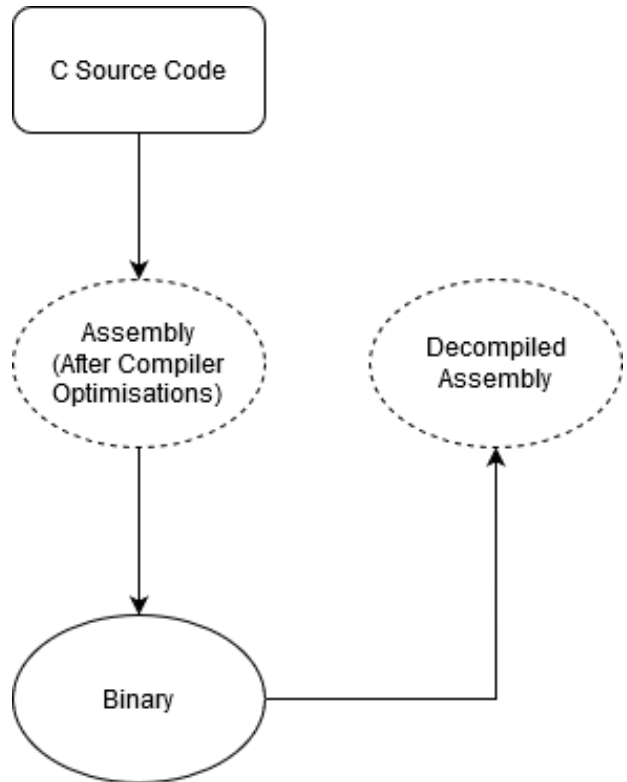 C Source Code
Assembly
(After Compiler
Optimisations)
Decompiled
Assembly
Binary